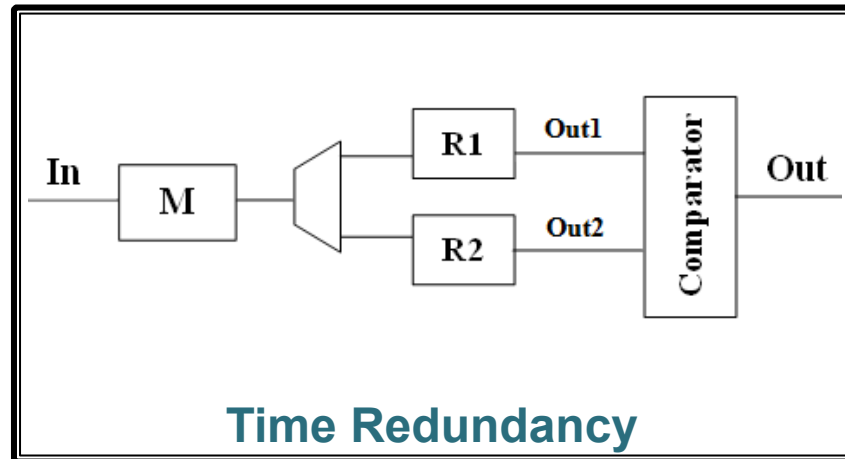 In
M
R1
Out1
R2
Out2
Comparator
Out
Time Redundancy